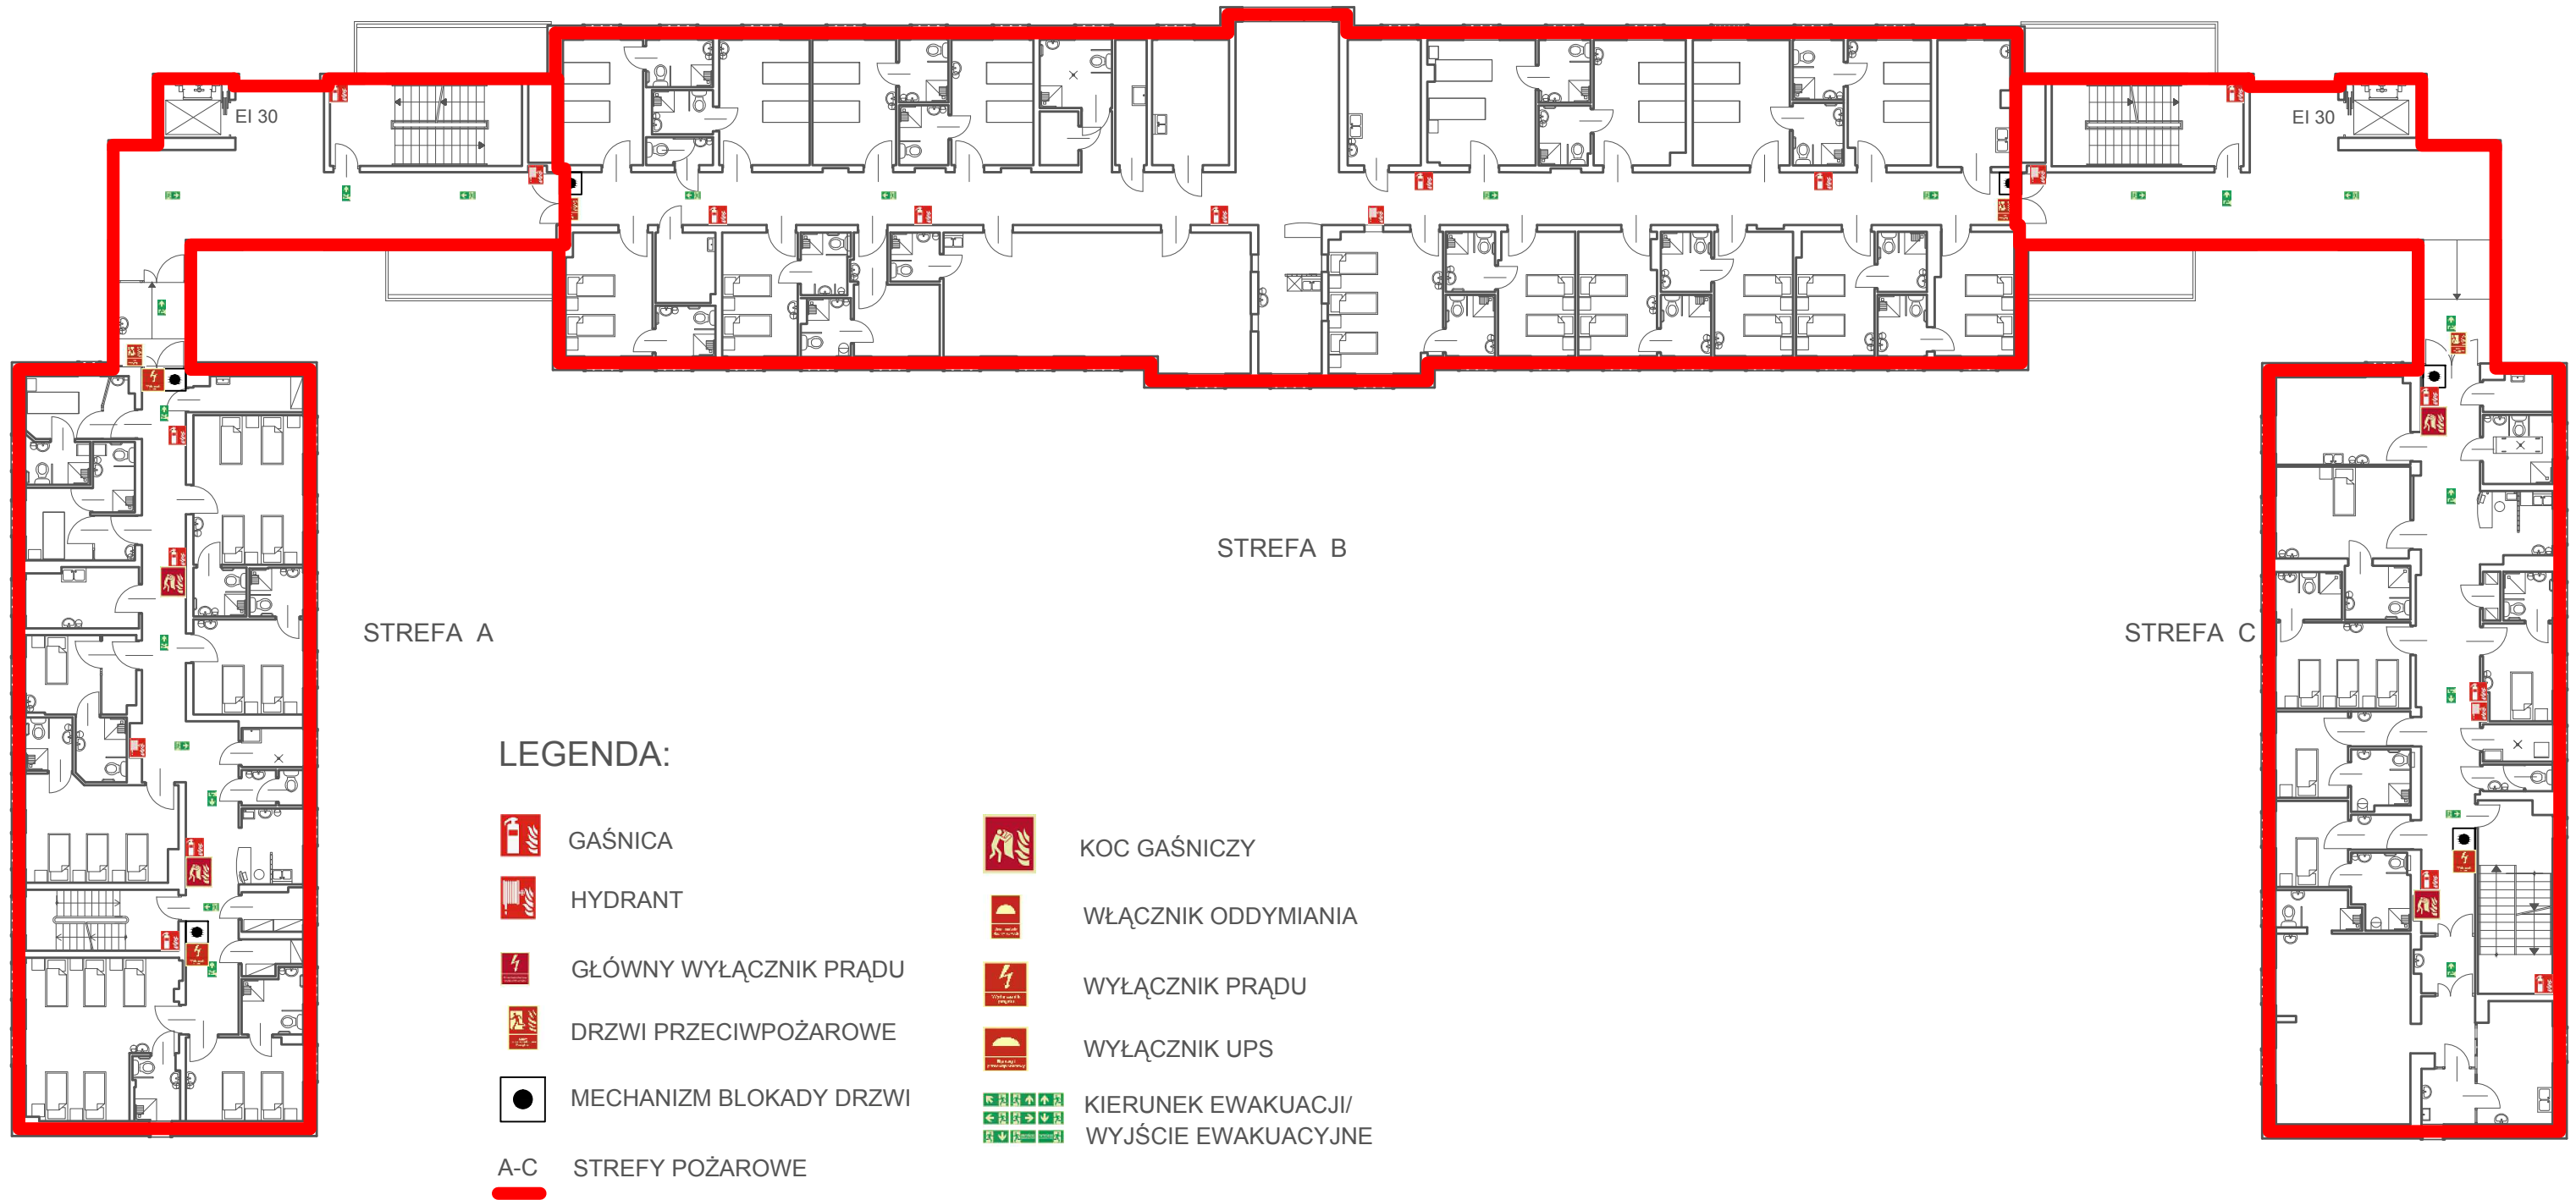 EI 30
EI 30
STREFA B
STREFA A
STREFA C
LEGENDA:
GAŚNICA
HYDRANT
GŁÓWNY WYŁĄCZNIK PRĄDU
DRZWI PRZECIWPOŻAROWE
MECHANIZM BLOKADY DRZWI
A-C STREFY POŻAROWE
KOC GAŚNICZY
WŁĄCZNIK ODDYMIANIA
WYŁĄCZNIK PRĄDU
WYŁĄCZNIK UPS
KIERUNEK EWAKUACJI/
WYJŚCIE EWAKUACYJNE